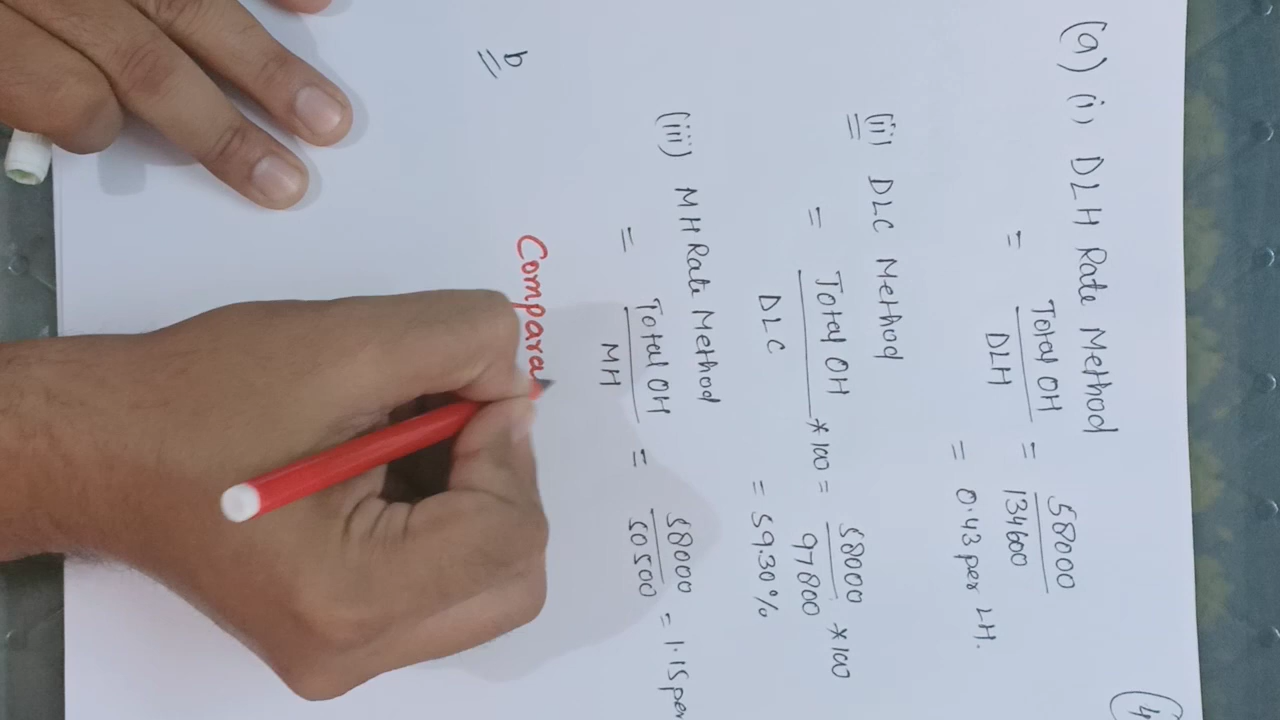 (4
(a) (i) DLH Rate Method
= Total OH / DLH = 58000 / 134600
= 0.43 per LH.
(ii) DLC Method
= Total OH / DLC * 100 = 58000 / 97800 * 100
= 59.30%
(iii) MH Rate Method
= Total OH / MH = 58000 / 50500 = 1.15 per
b
Compara